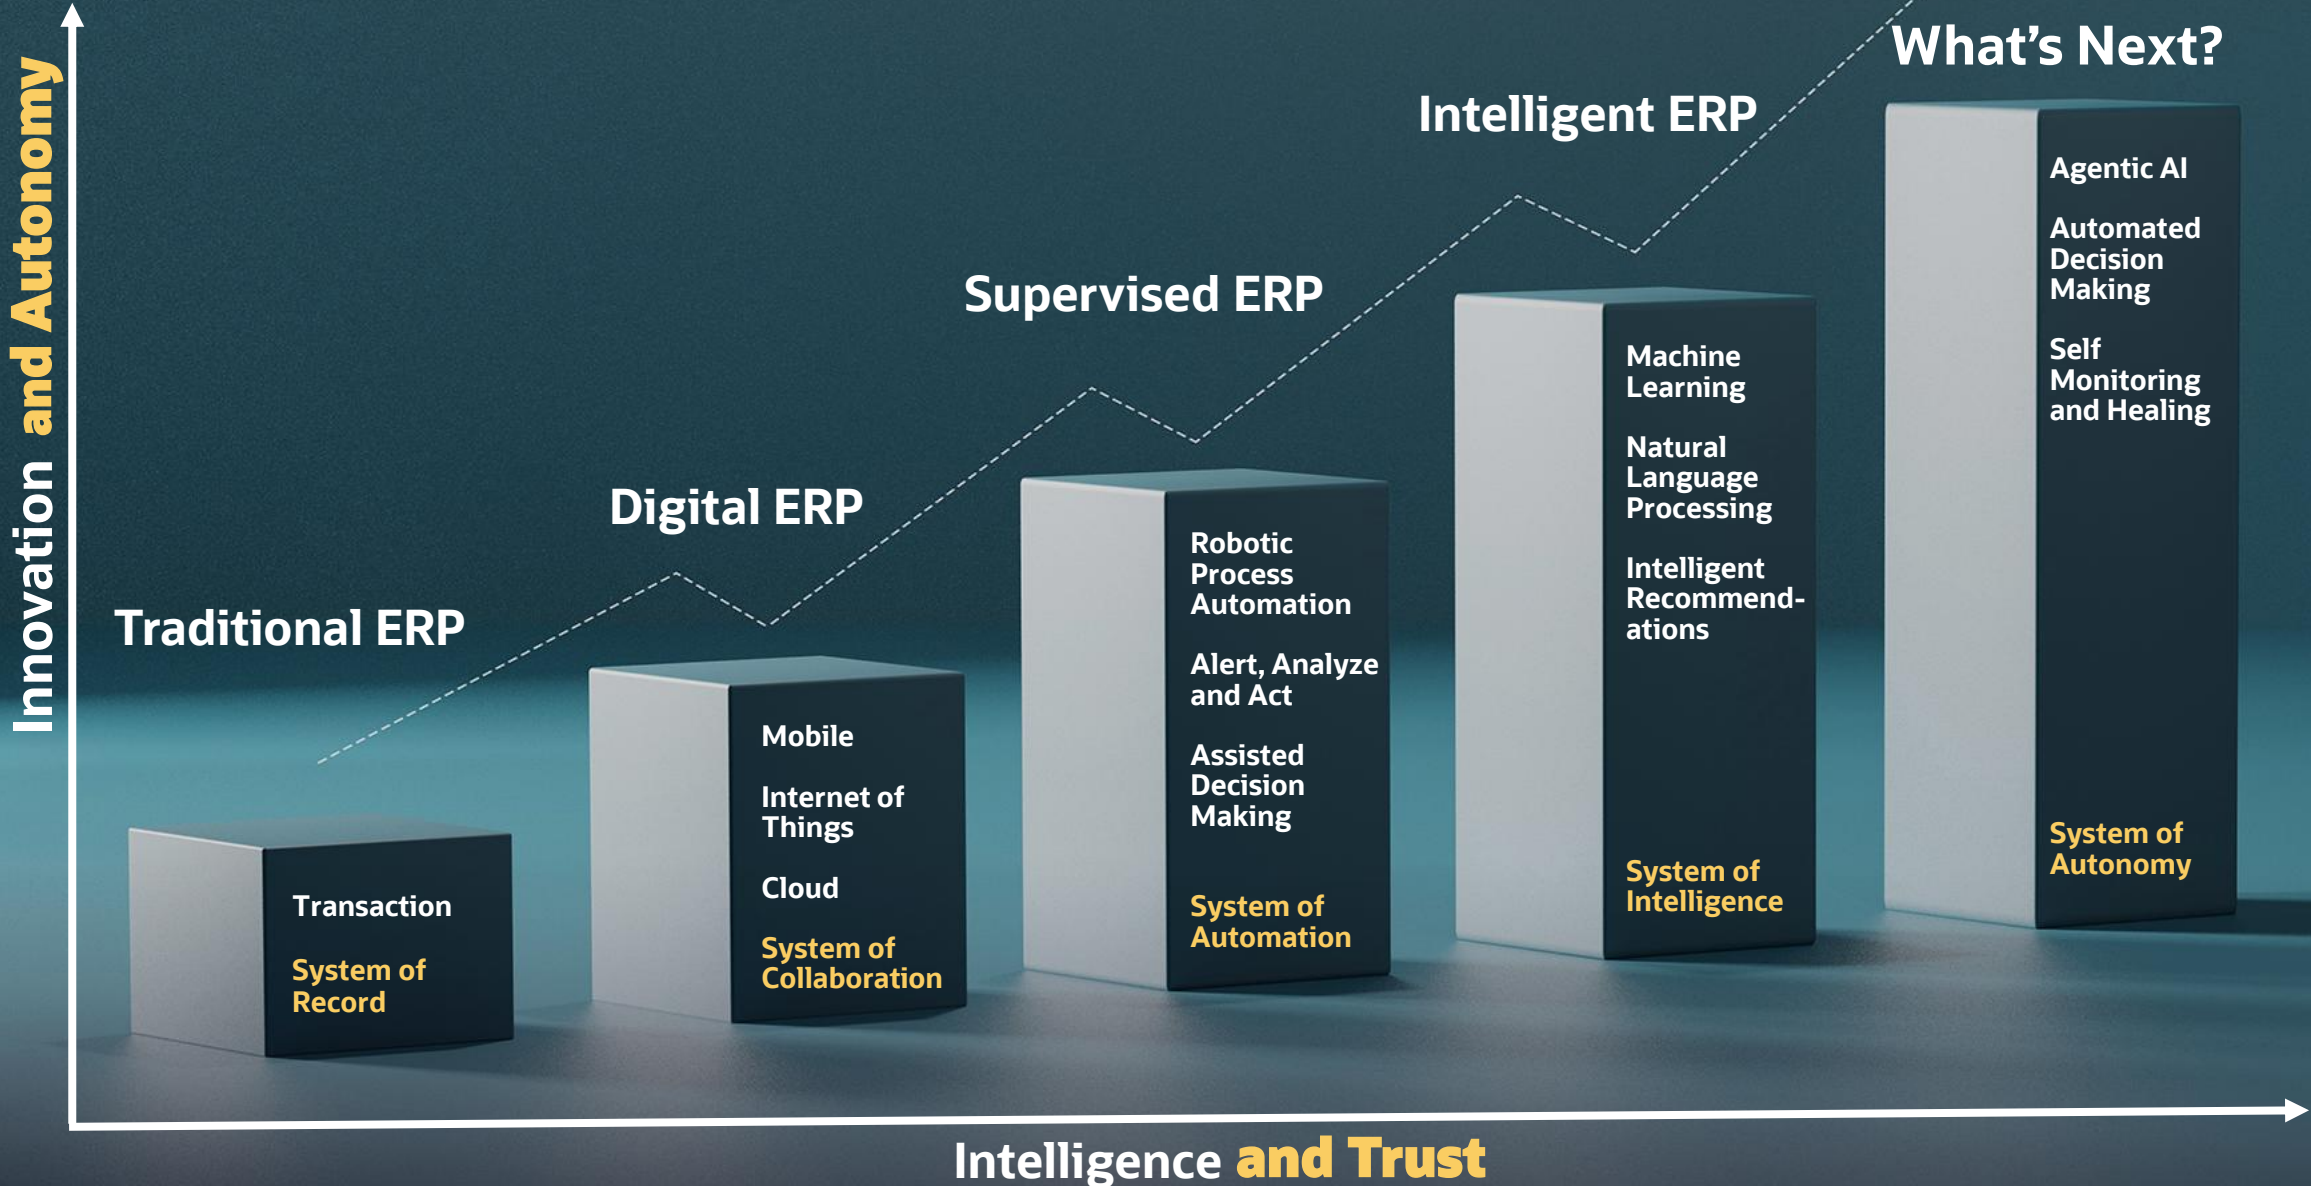 Innovation and Autonomy
Traditional ERP
Transaction
System of
Record
Digital ERP
Mobile
Internet of
Things
Cloud
System of
Collaboration
Supervised ERP
Robotic
Process
Automation
Alert, Analyze
and Act
Assisted
Decision
Making
System of
Automation
Intelligent ERP
Machine
Learning
Natural
Language
Processing
Intelligent
Recommend-
ations
System of
Intelligence
What's Next?
Agentic AI
Automated
Decision
Making
Self
Monitoring
and Healing
System of
Autonomy
Intelligence and Trust